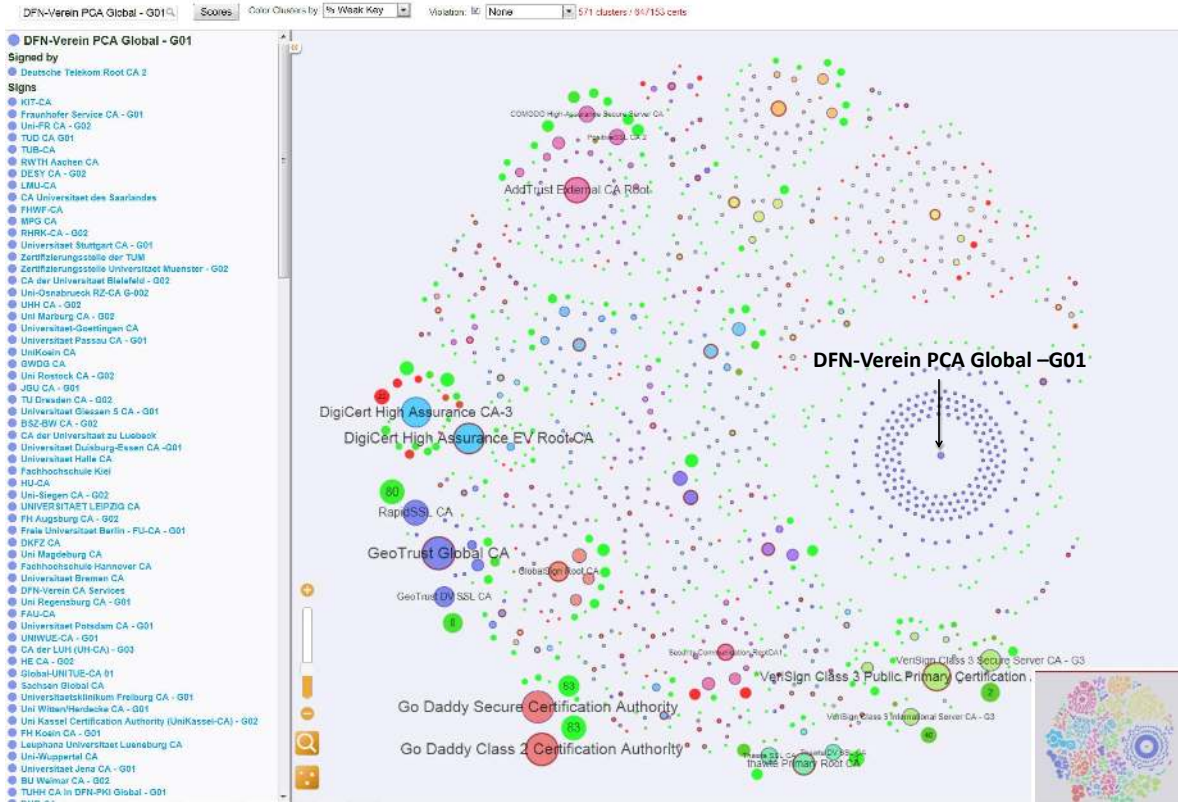 DFN-Verein PCA Global - G01
Scores
Color Clusters by
% Weak Key
Violation:
None
571 clusters / 647153 certs
DFN-Verein PCA Global - G01
Signed by
Deutsche Telekom Root CA 2
Signs
KIT-CA
Fraunhofer Service CA - G01
Uni-FR CA - G02
TUD CA G01
TUB-CA
RWTH Aachen CA
DESY CA - G02
LMU-CA
CA Universitaet des Saarlandes
FHWF-CA
MPG CA
RHRK-CA - G02
Universitaet Stuttgart CA - G01
Zertifizierungsstelle der TUM
Zertifizierungsstelle Universitaet Muenster - G02
CA der Universitaet Bielefeld - G02
Uni-Osnabrueck RZ-CA G-002
UHH CA - G02
Uni Marburg CA - G02
Universitaet-Goettingen CA
Universitaet Passau CA - G01
UniKoeln CA
GWDG CA
Uni Rostock CA - G02
JGU CA - G01
TU Dresden CA - G02
Universitaet Giessen S CA - G01
BSZ-BW CA - G02
CA der Universitaet zu Luebeck
Universitaet Duisburg-Essen CA -G01
Universitaet Halle CA
Fachhochschule Kiel
HU-CA
Uni-Siegen CA - G02
UNIVERSITAET LEIPZIG CA
FH Augsburg CA - G02
Freie Universitaet Berlin - FU-CA - G01
DKFZ CA
Uni Magdeburg CA
Fachhochschule Hannover CA
Universitaet Bremen CA
DFN-Verein CA Services
Uni Regensburg CA - G01
FAU-CA
Universitaet Potsdam CA - G01
UNIWUE-CA - G01
CA der LUH (UH-CA) - G03
HE CA - G02
Global-UNITUE-CA 01
Sachsen Global CA
Universitaetsklinikum Freiburg CA - G01
Uni Witten/Herdecke CA - G01
Uni Kassel Certification Authority (UniKassel-CA) - G02
FH Koeln CA - G01
Leuphana Universitaet Lueneburg CA
Uni-Wuppertal CA
Universitaet Jena CA - G01
BU Weimar CA - G02
TUHH CA in DFN-PKI Global - G01
COMODO High-Assurance Secure Server CA
PositiveSSL CA 2
AddTrust External CA Root
DFN-Verein PCA Global –G01
DigiCert High Assurance CA-3
DigiCert High Assurance EV Root CA
80
RapidSSL CA
GeoTrust Global CA
GlobalSign Root CA
GeoTrust DV SSL CA
Security Communication RootCA1
VeriSign Class 3 Secure Server CA - G3
VeriSign Class 3 Public Primary Certification
83
2
Go Daddy Secure Certification Authority
VeriSign Class 3 International Server CA - G3
83
Go Daddy Class 2 Certification Authority
Thawte SSL CA
Thawte DV SSL CA
thawte Primary Root CA